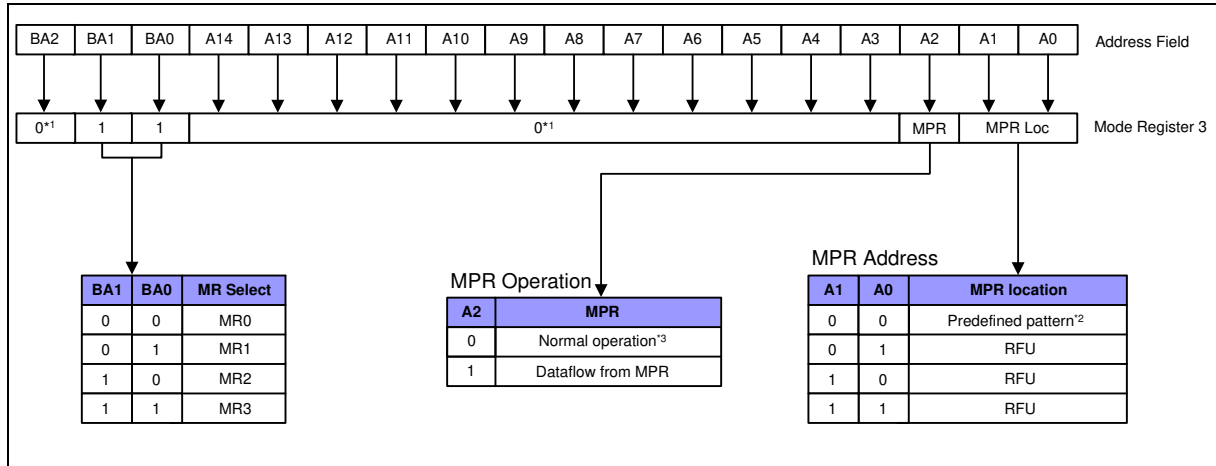 BA2 BA1 BA0 A14 A13 A12 A11 A10 A9 A8 A7 A6 A5 A4 A3 A2 A1 A0 Address Field
0*1 1 1 0*1 MPR MPR Loc Mode Register 3
BA1 BA0 MR Select
0 0 MR0
0 1 MR1
1 0 MR2
1 1 MR3
MPR Operation
A2 MPR
0 Normal operation*3
1 Dataflow from MPR
MPR Address
A1 A0 MPR location
0 0 Predefined pattern*2
0 1 RFU
1 0 RFU
1 1 RFU